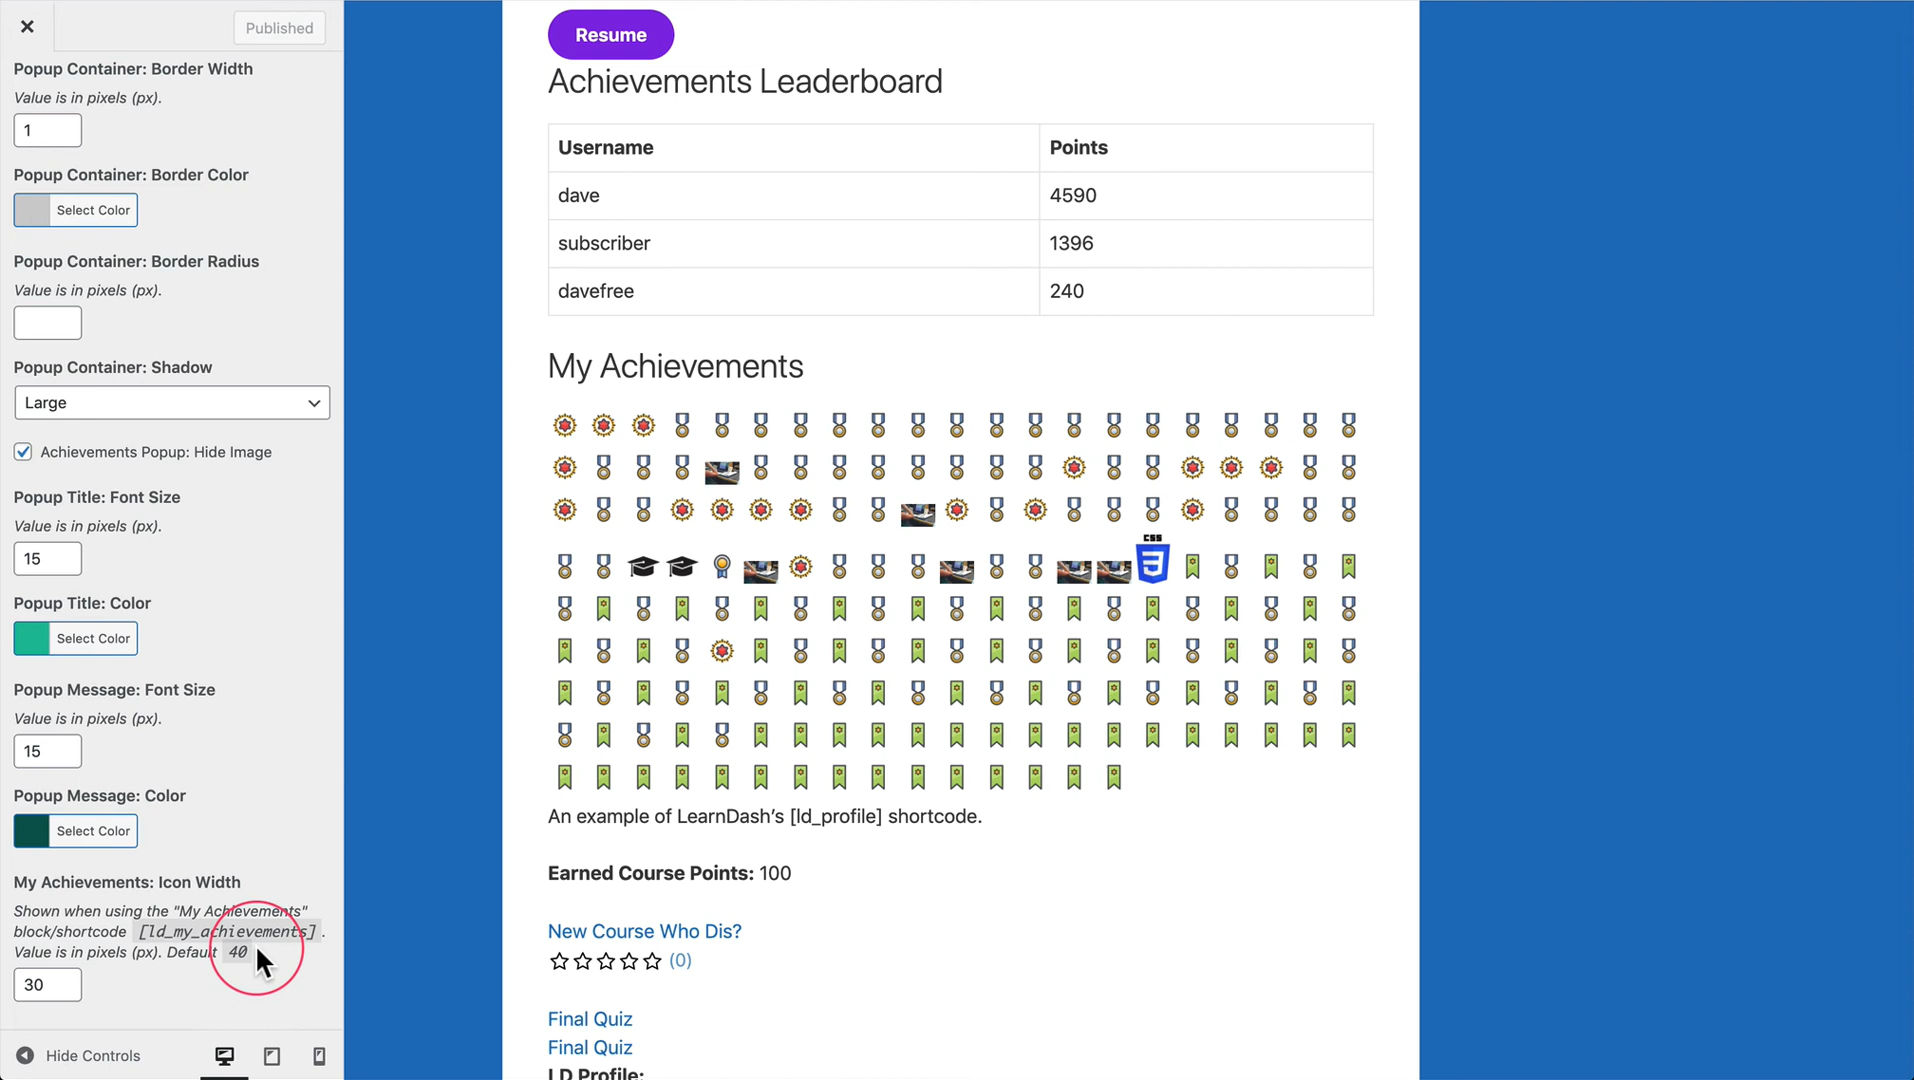 Published
Popup Container: Border Width
Value is in pixels (px).
1
Popup Container: Border Color
Select Color
Popup Container: Border Radius
Value is in pixels (px).
Popup Container: Shadow
Large
Achievements Popup: Hide Image
Popup Title: Font Size
Value is in pixels (px).
15
Popup Title: Color
Select Color
Popup Message: Font Size
Value is in pixels (px).
15
Popup Message: Color
Select Color
My Achievements: Icon Width
Shown when using the "My Achievements"
block/shortcode [ld_my_achievements] .
Value is in pixels (px). Default 40
30
Hide Controls
Resume
Achievements Leaderboard
Username Points
dave 4590
subscriber 1396
davefree 240
My Achievements
CSS
3
An example of LearnDash’s [ld_profile] shortcode.
Earned Course Points: 100
New Course Who Dis?
(0)
Final Quiz
Final Quiz
LD Profile: